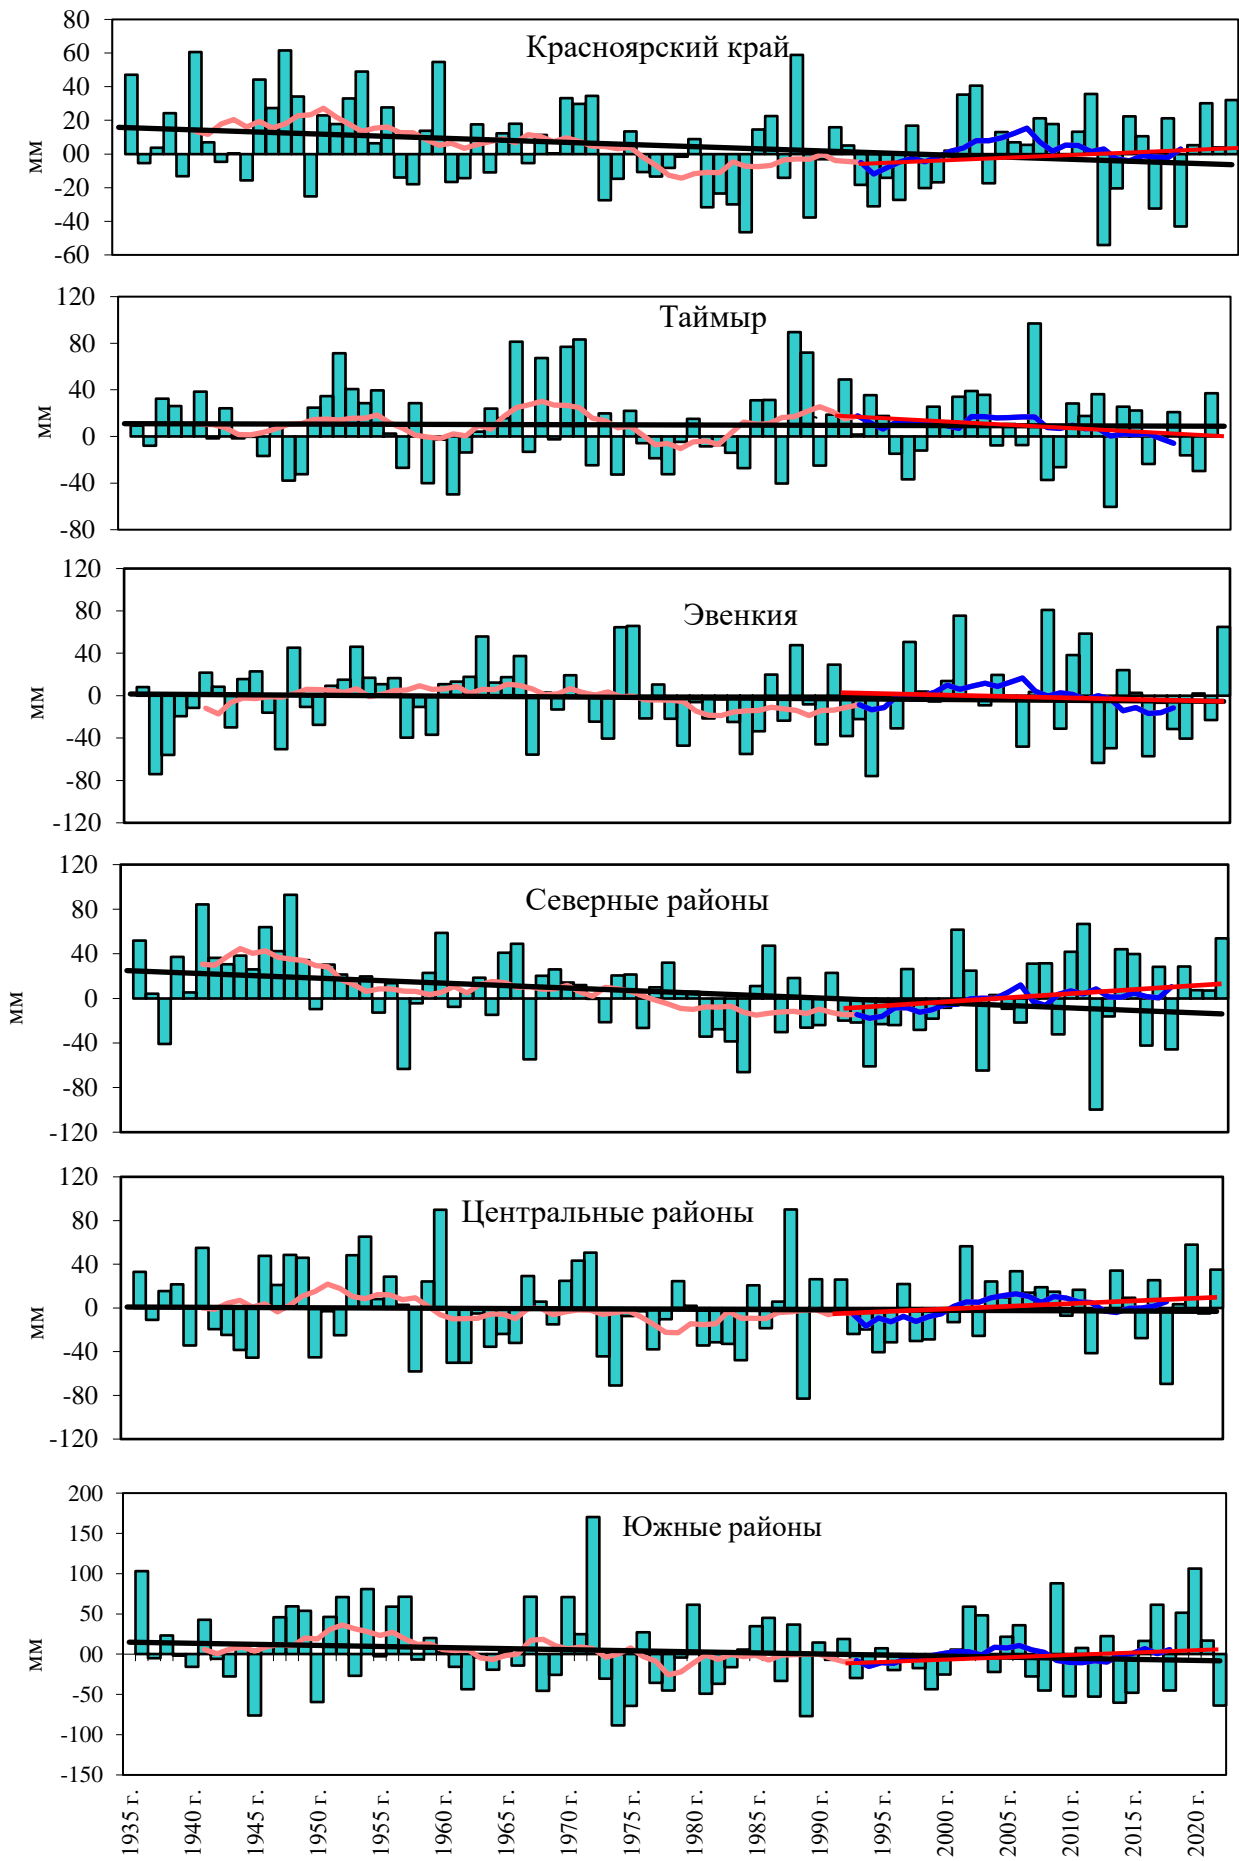 Красноярский край
80
60
40
20
00
-20
-40
-60
мм
Таймыр
120
80
40
0
-40
-80
мм
Эвенкия
120
80
40
0
-40
-80
-120
мм
Северные районы
120
80
40
0
-40
-80
-120
мм
Центральные районы
120
80
40
0
-40
-80
-120
мм
Южные районы
200
150
100
50
00
-50
-100
-150
мм
1935 г.
1940 г.
1945 г.
1950 г.
1955 г.
1960 г.
1965 г.
1970 г.
1975 г.
1980 г.
1985 г.
1990 г.
1995 г.
2000 г.
2005 г.
2010 г.
2015 г.
2020 г.